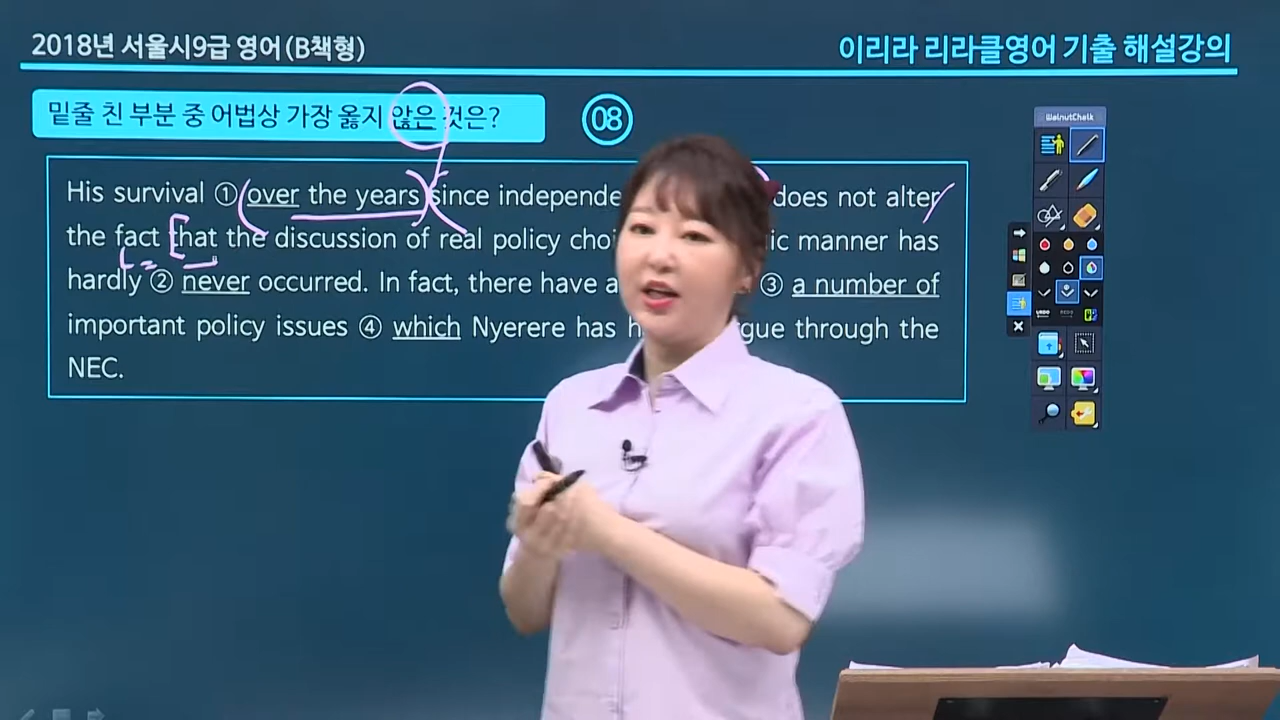 2018년 서울시9급 영어(B책형)
이리라 리라클영어 기출 해설강의
밑줄 친 부분 중 어법상 가장 옳지 않은 것은?
08
His survival ① over the years since does not alter
the fact that the discussion of real policy manner has
hardly ② never occurred. In fact, there have ③ a number of
important policy issues ④ which Nyerere has through the
NEC.
WalnutChalk